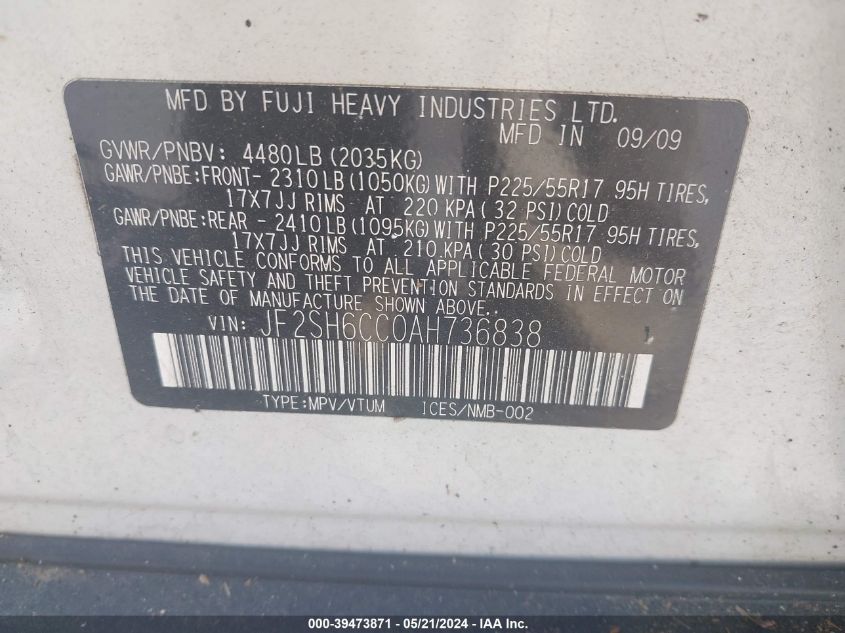 MFD BY FUJI HEAVY INDUSTRIES LTD.
MFD IN 09/09
GVWR/PNBV: 4480LB(2035KG)
GAWR/PNBE:FRONT- 2310LB(1050KG)WITH P225/55R17 95H TIRES,
17X7JJ RIMS AT 220 KPA( 32 PSI)COLD
GAWR/PNBE:REAR - 2410LB(1095KG)WITH P225/55R17 95H TIRES,
17X7JJ RIMS AT 210 KPA( 30 PSI)COLD
THIS VEHICLE CONFORMS TO ALL APPLICABLE FEDERAL MOTOR
VEHICLE SAFETY AND THEFT PREVENTION STANDARDS IN EFFECT ON
THE DATE OF MANUFACTURE SHOWN ABOVE.
VIN: JF2SH6CC0AH736838
TYPE:MPV/VTUM ICES/NMB-002
000-39473871 - 05/21/2024 - IAA Inc.